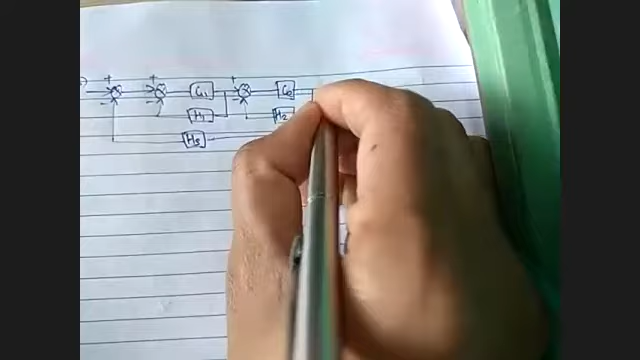 + + G₁ + G₂
- - H₁ - H₂
H₃